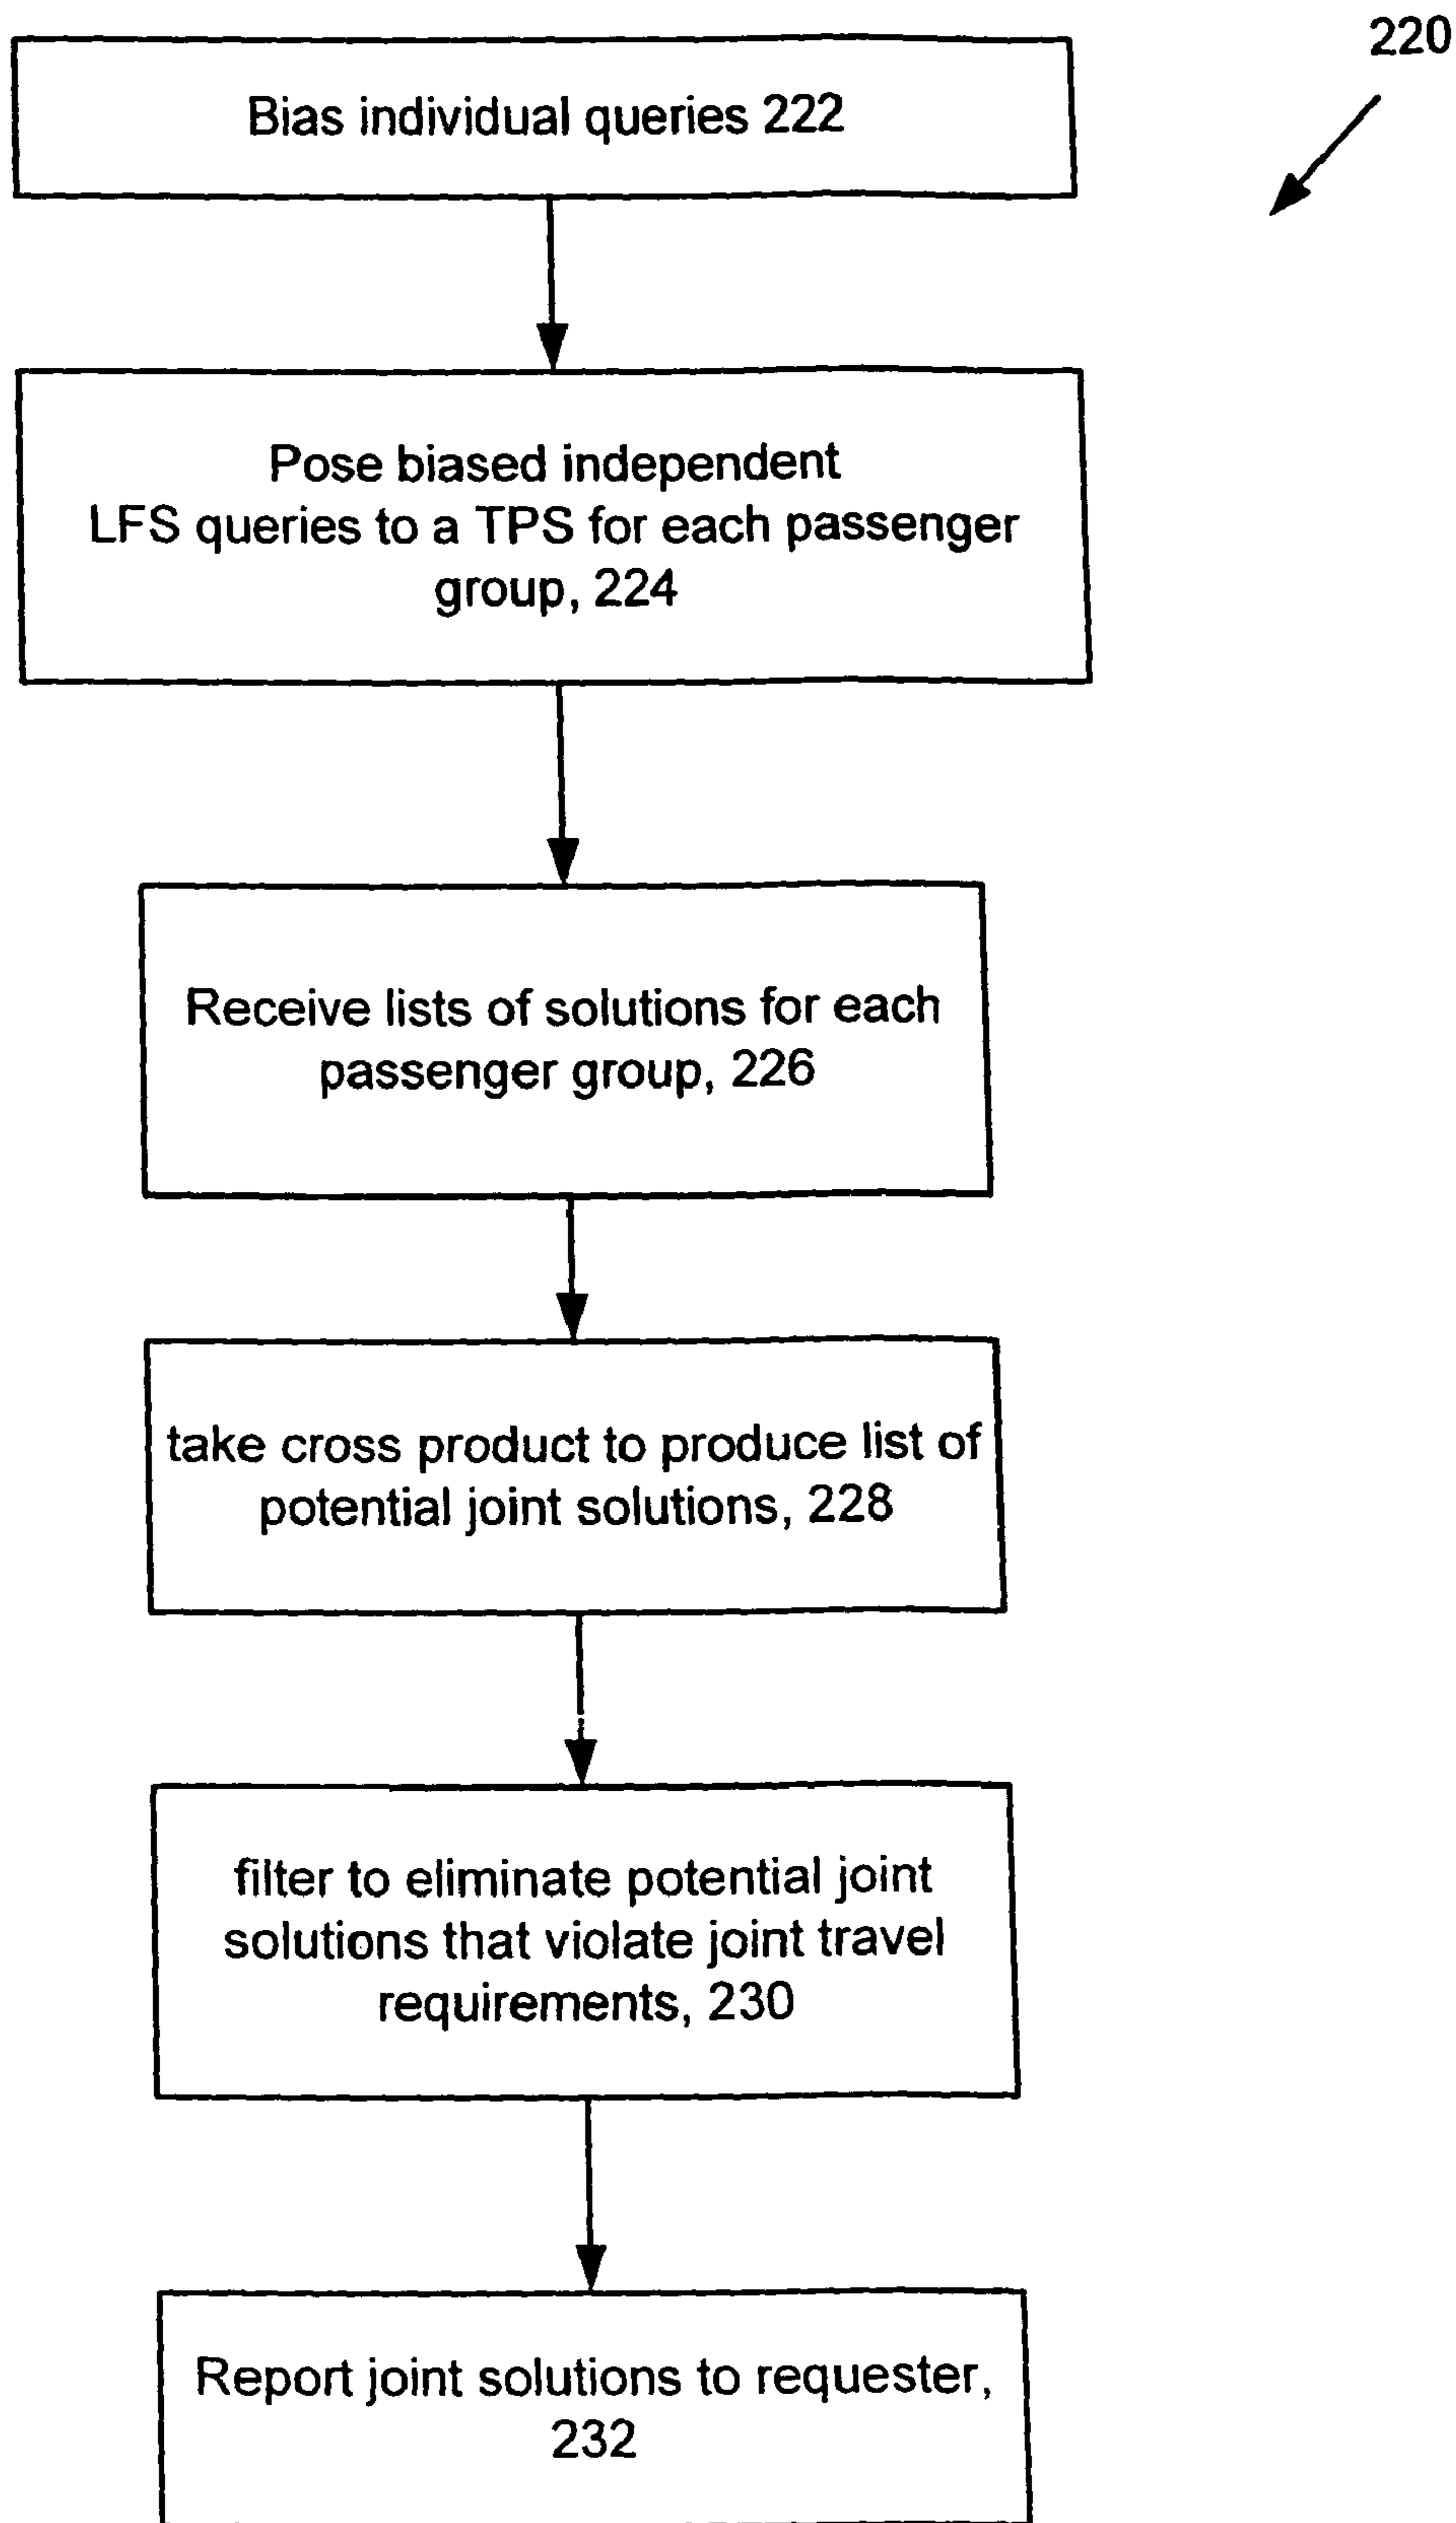 220
Bias individual queries 222
Pose biased independent
LFS queries to a TPS for each passenger
group, 224
Receive lists of solutions for each
passenger group, 226
take cross product to produce list of
potential joint solutions, 228
filter to eliminate potential joint
solutions that violate joint travel
requirements, 230
Report joint solutions to requester,
232